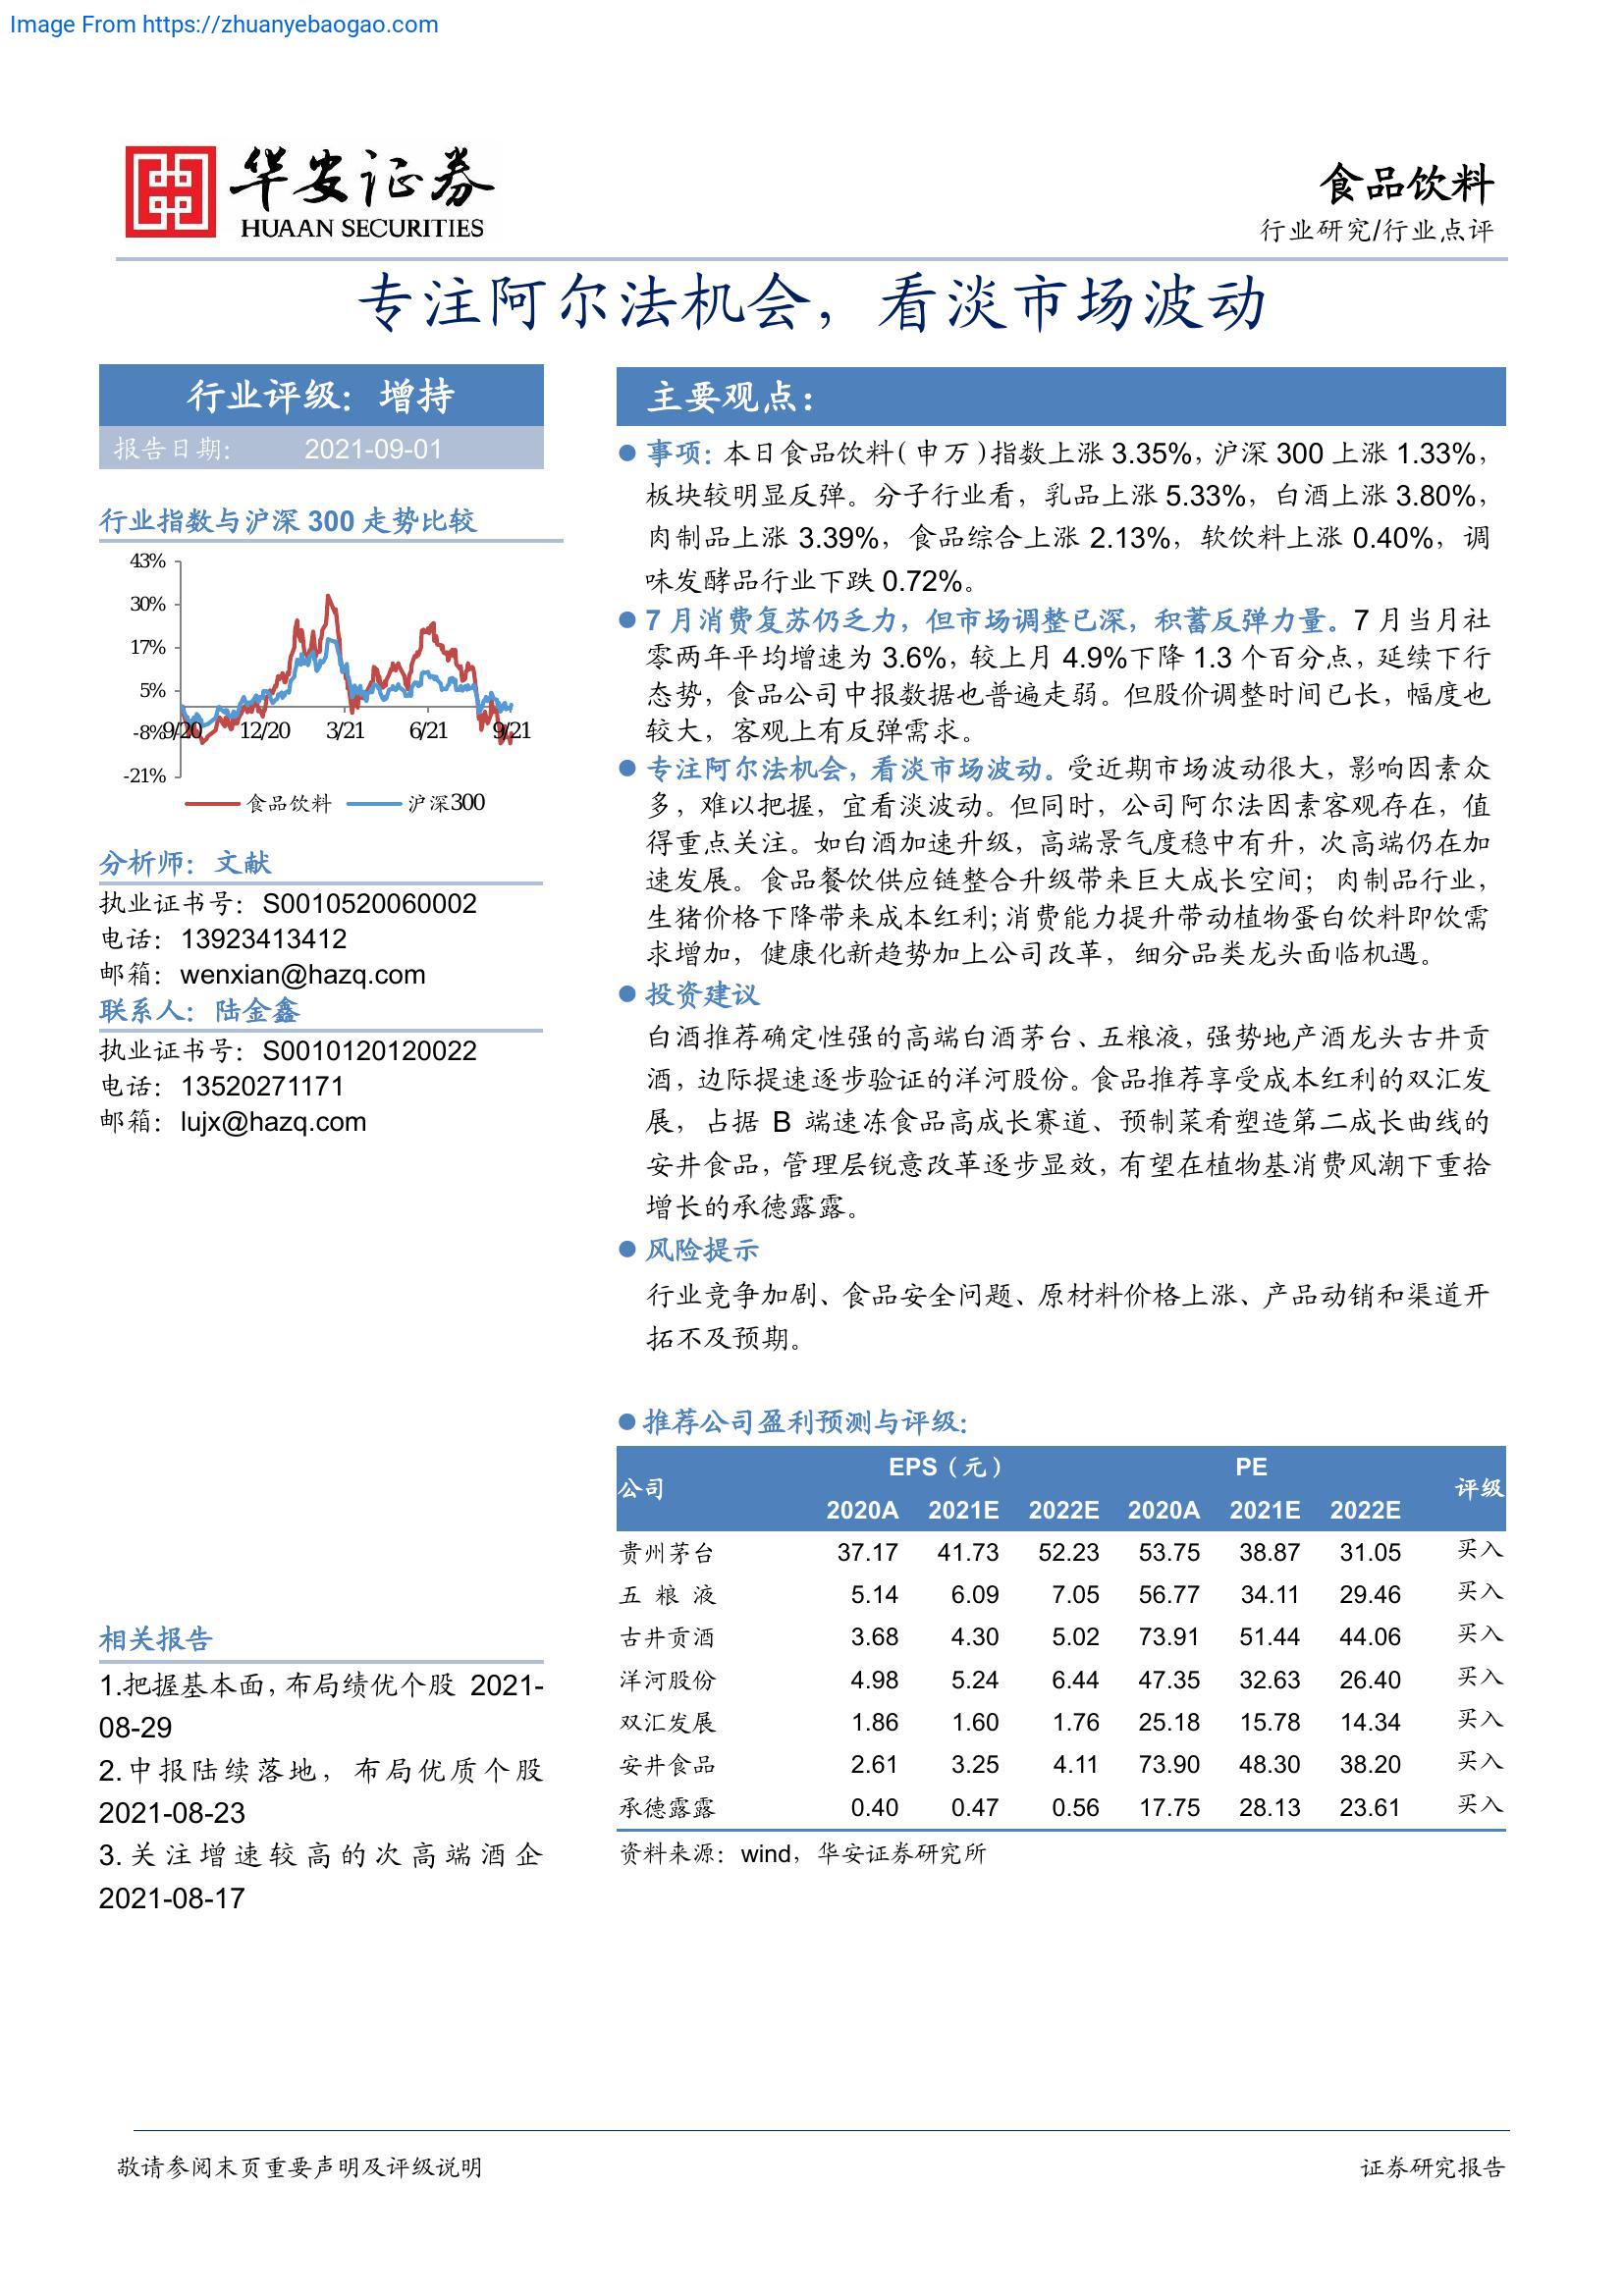 Image From https://zhuanyebaogao.com
华安证券
HUAAN SECURITIES
食品饮料
行业研究/行业点评
专注阿尔法机会，看淡市场波动
行业评级：增持
报告日期： 2021-09-01
行业指数与沪深 300 走势比较
43%
30%
17%
5%
-8%
-21%
9/20 12/20 3/21 6/21 9/21
食品饮料 沪深300
分析师：文献
执业证书号：S0010520060002
电话：13923413412
邮箱：wenxian@hazq.com
联系人：陆金鑫
执业证书号：S0010120120022
电话：13520271171
邮箱：lujx@hazq.com
相关报告
1.把握基本面，布局绩优个股 2021-
08-29
2.中报陆续落地，布局优质个股
2021-08-23
3.关注增速较高的次高端酒企
2021-08-17
主要观点：
事项：本日食品饮料（申万）指数上涨 3.35%，沪深 300 上涨 1.33%，
板块较明显反弹。分子行业看，乳品上涨 5.33%，白酒上涨 3.80%，
肉制品上涨 3.39%，食品综合上涨 2.13%，软饮料上涨 0.40%，调
味发酵品行业下跌 0.72%。
7 月消费复苏仍乏力，但市场调整已深，积蓄反弹力量。7 月当月社
零两年平均增速为 3.6%，较上月 4.9%下降 1.3 个百分点，延续下行
态势，食品公司中报数据也普遍走弱。但股价调整时间已长，幅度也
较大，客观上有反弹需求。
专注阿尔法机会，看淡市场波动。受近期市场波动很大，影响因素众
多，难以把握，宜看淡波动。但同时，公司阿尔法因素客观存在，值
得重点关注。如白酒加速升级，高端景气度稳中有升，次高端仍在加
速发展。食品餐饮供应链整合升级带来巨大成长空间；肉制品行业，
生猪价格下降带来成本红利；消费能力提升带动植物蛋白饮料即饮需
求增加，健康化新趋势加上公司改革，细分品类龙头面临机遇。
投资建议
白酒推荐确定性强的高端白酒茅台、五粮液，强势地产酒龙头古井贡
酒，边际提速逐步验证的洋河股份。食品推荐享受成本红利的双汇发
展，占据 B 端速冻食品高成长赛道、预制菜肴塑造第二成长曲线的
安井食品，管理层锐意改革逐步显效，有望在植物基消费风潮下重拾
增长的承德露露。
风险提示
行业竞争加剧、食品安全问题、原材料价格上涨、产品动销和渠道开
拓不及预期。
推荐公司盈利预测与评级：
公司 EPS（元） PE 评级
2020A 2021E 2022E 2020A 2021E 2022E
贵州茅台 37.17 41.73 52.23 53.75 38.87 31.05 买入
五 粮 液 5.14 6.09 7.05 56.77 34.11 29.46 买入
古井贡酒 3.68 4.30 5.02 73.91 51.44 44.06 买入
洋河股份 4.98 5.24 6.44 47.35 32.63 26.40 买入
双汇发展 1.86 1.60 1.76 25.18 15.78 14.34 买入
安井食品 2.61 3.25 4.11 73.90 48.30 38.20 买入
承德露露 0.40 0.47 0.56 17.75 28.13 23.61 买入
资料来源：wind，华安证券研究所
敬请参阅末页重要声明及评级说明
证券研究报告